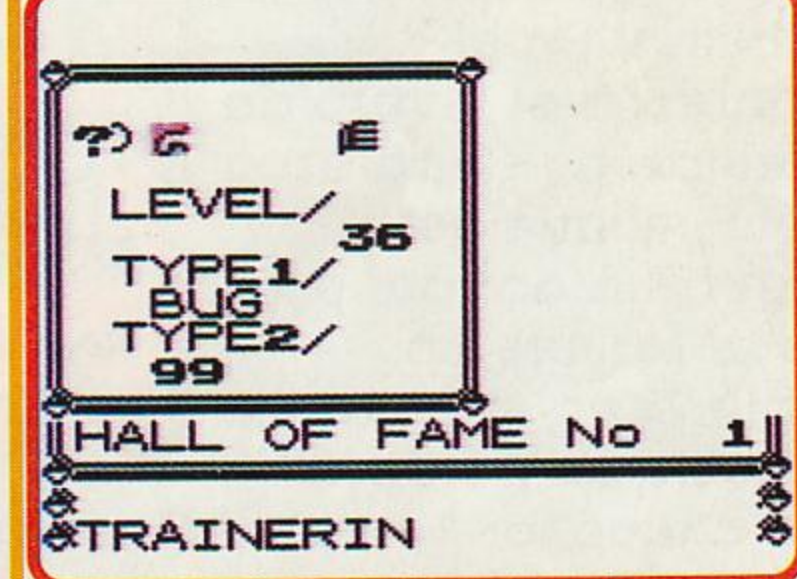 LEVEL/
36
TYPE1/
BUG
TYPE2/
99
HALL OF FAME No 1
TRAINERIN